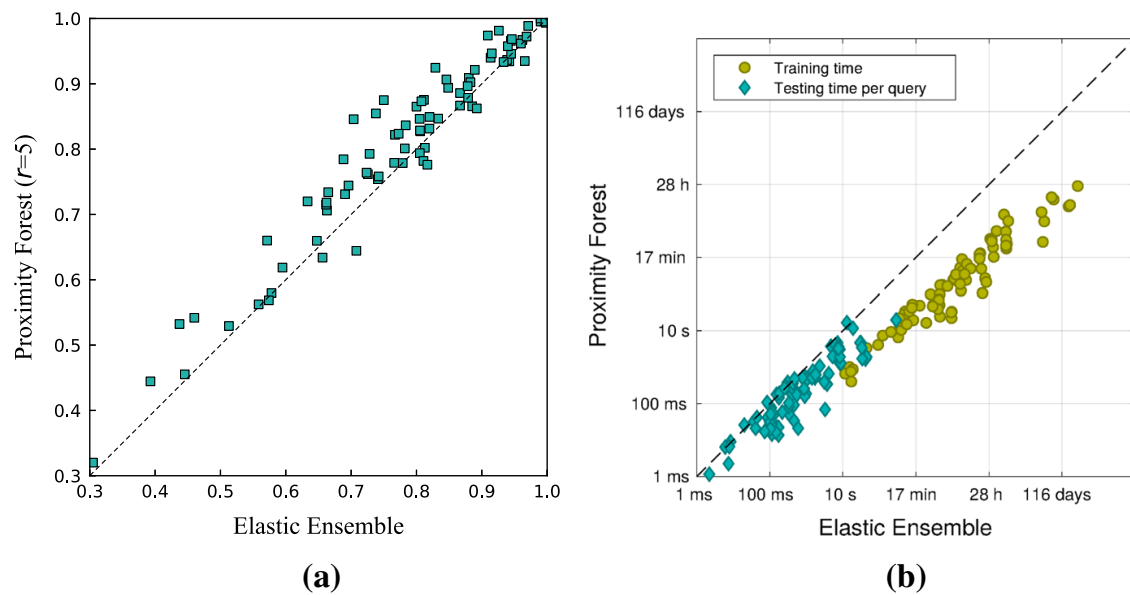 1.0
0.9
0.8
0.7
0.6
0.5
0.4
0.3
Proximity Forest (r=5)
0.3 0.4 0.5 0.6 0.7 0.8 0.9 1.0
Elastic Ensemble
(a)
Training time
Testing time per query
116 days
28 h
17 min
10 s
100 ms
1 ms
Proximity Forest
1 ms 100 ms 10 s 17 min 28 h 116 days
Elastic Ensemble
(b)